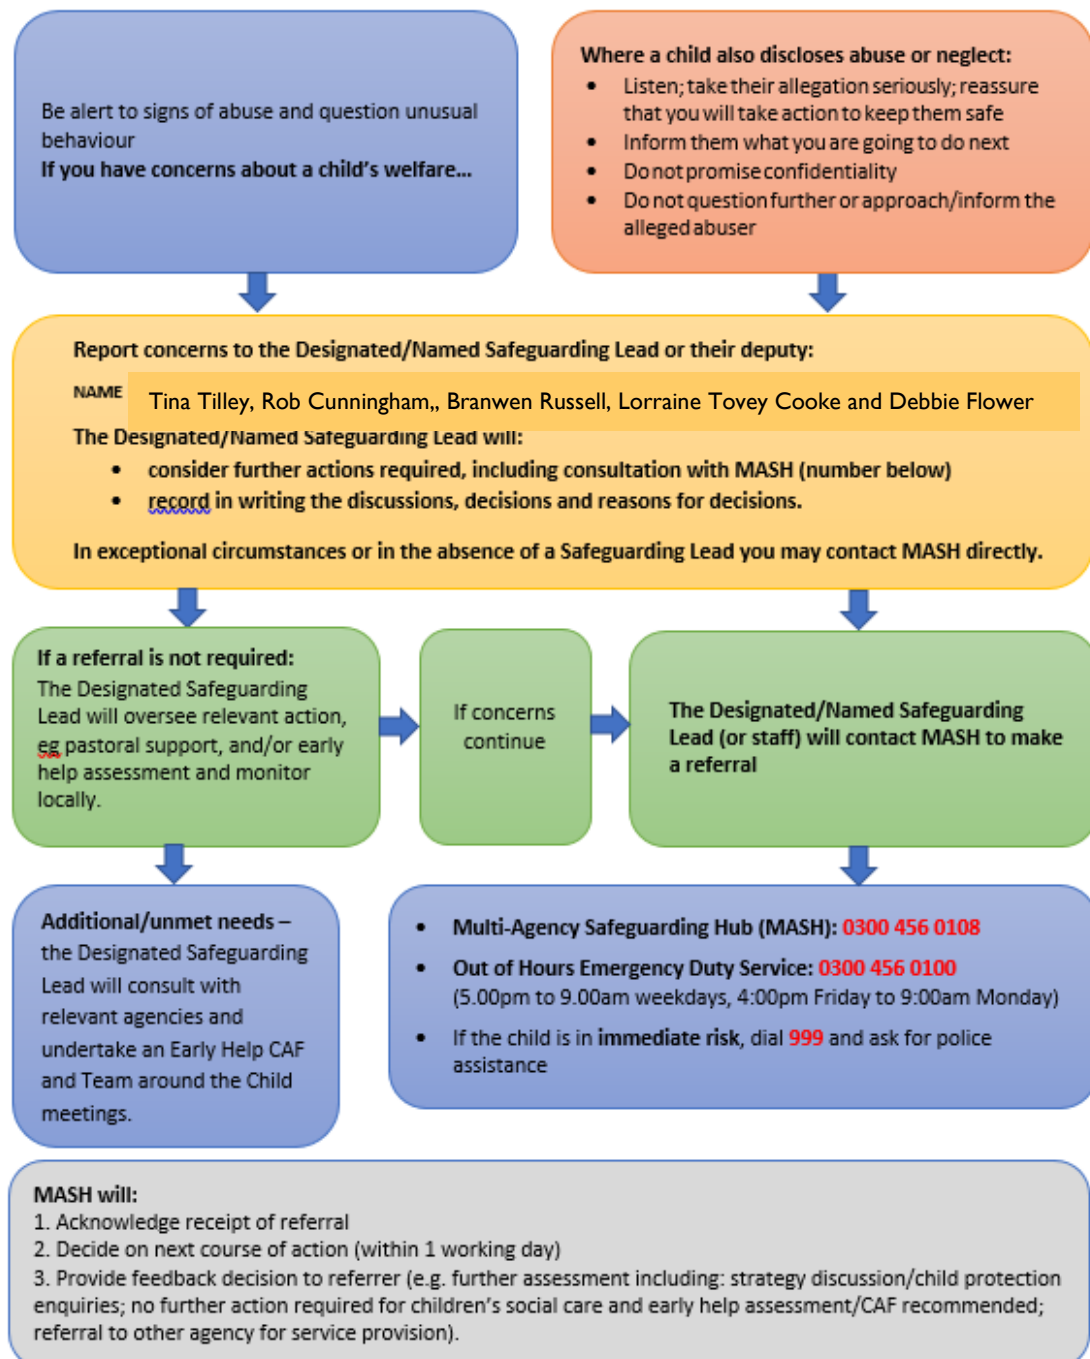 Be alert to signs of abuse and question unusual
behaviour
If you have concerns about a child's welfare...
Where a child also discloses abuse or neglect:
• Listen; take their allegation seriously; reassure
that you will take action to keep them safe
• Inform them what you are going to do next
• Do not promise confidentiality
• Do not question further or approach/inform the
alleged abuser
Report concerns to the Designated/Named Safeguarding Lead or their deputy:
NAME Tina Tilley, Rob Cunningham,, Branwen Russell, Lorraine Tovey Cooke and Debbie Flower
The Designated/Named Safeguarding Lead will:
• consider further actions required, including consultation with MASH (number below)
• record in writing the discussions, decisions and reasons for decisions.
In exceptional circumstances or in the absence of a Safeguarding Lead you may contact MASH directly.
If a referral is not required:
The Designated Safeguarding
Lead will oversee relevant action,
eg pastoral support, and/or early
help assessment and monitor
locally.
If concerns
continue
The Designated/Named Safeguarding
Lead (or staff) will contact MASH to make
a referral
Additional/unmet needs –
the Designated Safeguarding
Lead will consult with
relevant agencies and
undertake an Early Help CAF
and Team around the Child
meetings.
• Multi-Agency Safeguarding Hub (MASH): 0300 456 0108
• Out of Hours Emergency Duty Service: 0300 456 0100
(5.00pm to 9.00am weekdays, 4:00pm Friday to 9:00am Monday)
• If the child is in immediate risk, dial 999 and ask for police
assistance
MASH will:
1. Acknowledge receipt of referral
2. Decide on next course of action (within 1 working day)
3. Provide feedback decision to referrer (e.g. further assessment including: strategy discussion/child protection
enquiries; no further action required for children's social care and early help assessment/CAF recommended;
referral to other agency for service provision).